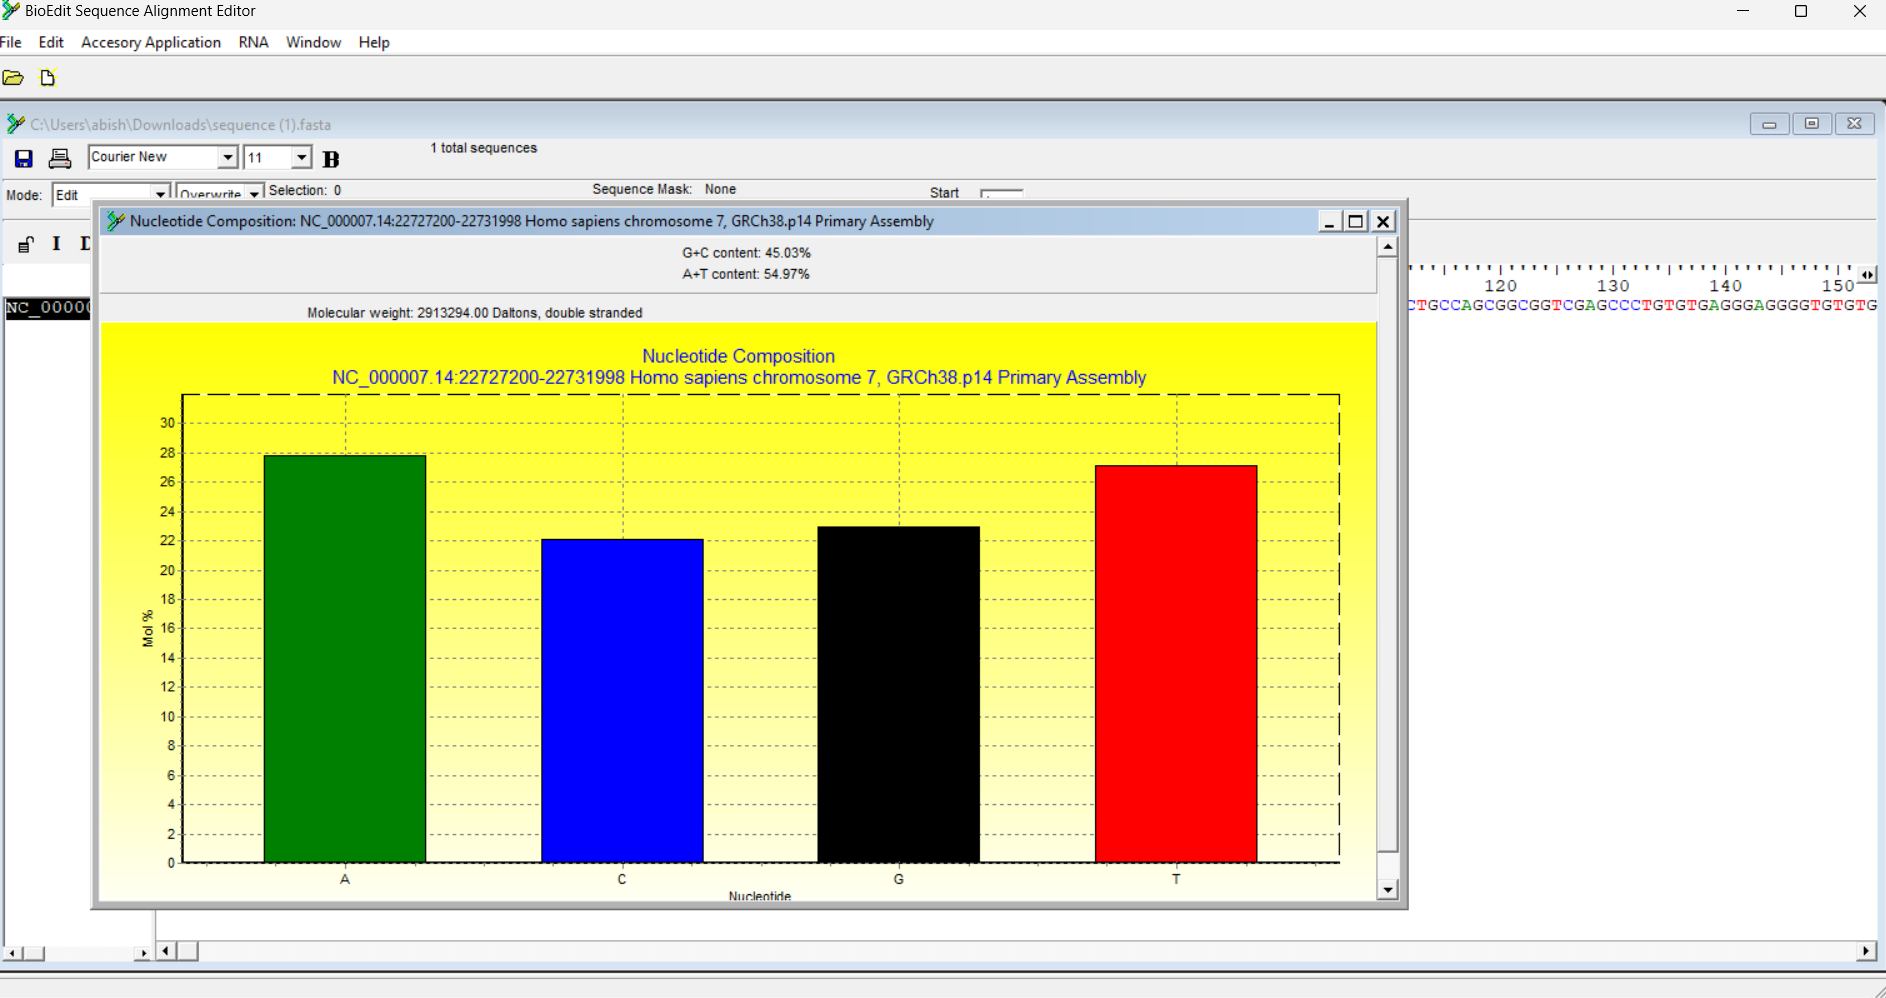 BioEdit Sequence Alignment Editor
File Edit Accesory Application RNA Window Help
C:\Users\abish\Downloads\sequence (1).fasta
Courier New 11 B 1 total sequences
Mode: Edit Overwrite Selection: 0 Sequence Mask: None Start
Nucleotide Composition: NC_000007.14:22727200-22731998 Homo sapiens chromosome 7, GRCh38.p14 Primary Assembly
I D
G+C content: 45.03%
A+T content: 54.97%
120 130 140 150
NC_0000
CTGCCAGCGGCGGTCGAGCCCTGTGTGAGGGAGGGGTGTGTG
Molecular weight: 2913294.00 Daltons, double stranded
Nucleotide Composition
NC_000007.14:22727200-22731998 Homo sapiens chromosome 7, GRCh38.p14 Primary Assembly
30
28
26
24
22
20
18
16
14
12
10
8
6
4
2
0
Mol %
A C G T
Nucleotide